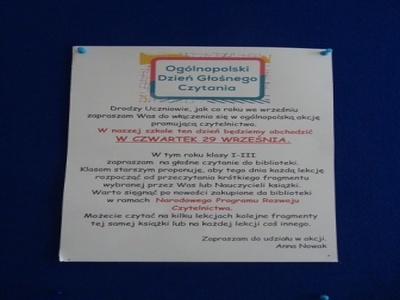 Ogólnopolski
Dzień Głośnego
Czytania
Drodzy Uczniowie, jak co roku we wrześniu
zapraszam Was do włączenia się w ogólnopolską akcję
promującą czytelnictwo.
W naszej szkole ten dzień będziemy obchodzić
W CZWARTEK 29 WRZEŚNIA.
W tym roku klasy I-III
zapraszam na głośne czytanie do biblioteki.
Klasom starszym proponuję, aby tego dnia każdą lekcję
rozpocząć od przeczytania krótkiego fragmentu
wybranej przez Was lub Nauczycieli książki.
Warto sięgnąć po nowości zakupione do biblioteki
w ramach Narodowego Programu Rozwoju
Czytelnictwa.
Możecie czytać na kilku lekcjach kolejne fragmenty
tej samej książki lub na każdej lekcji coś innego.
Zapraszam do udziału w akcji.
Anna Nowak